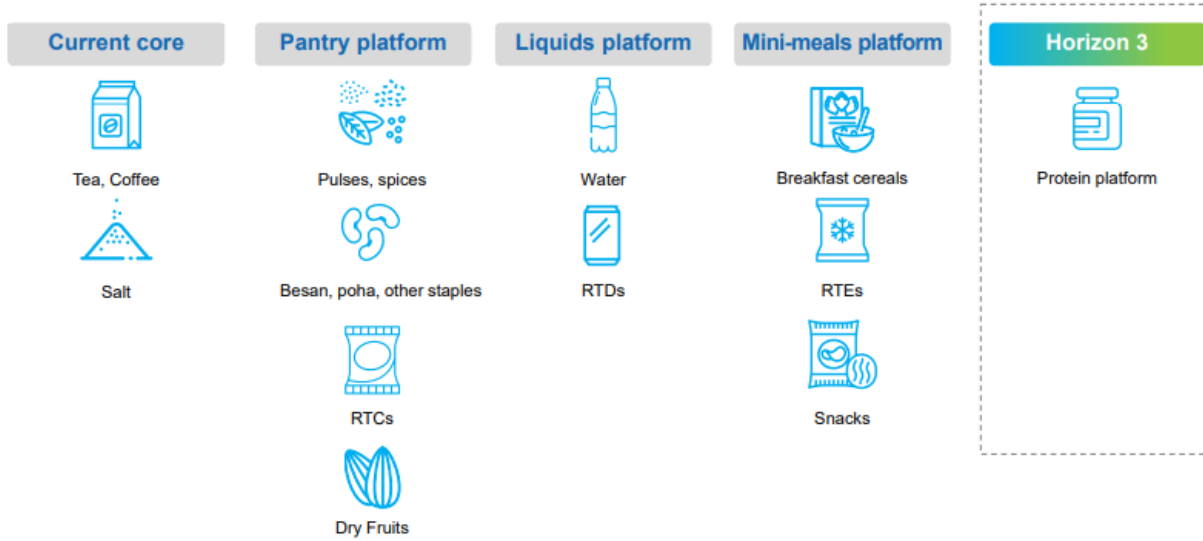 Current core
Pantry platform
Liquids platform
Mini-meals platform
Horizon 3
Tea, Coffee
Pulses, spices
Water
Breakfast cereals
Protein platform
Salt
Besan, poha, other staples
RTDs
RTEs
RTCs
Snacks
Dry Fruits